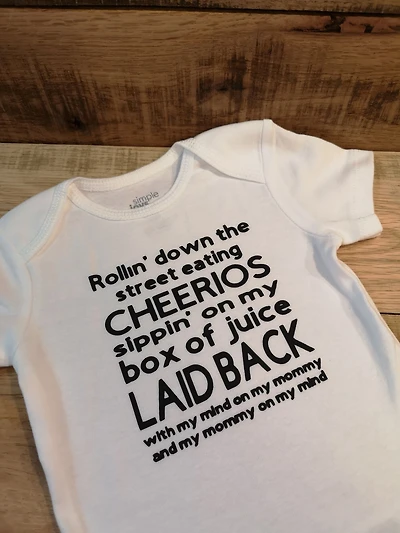 simple
Rollin' down the
street eating
CHEERIOS
sippin' on my
box of juice
LAID BACK
with my mind on my mommy
and my mommy on my mind